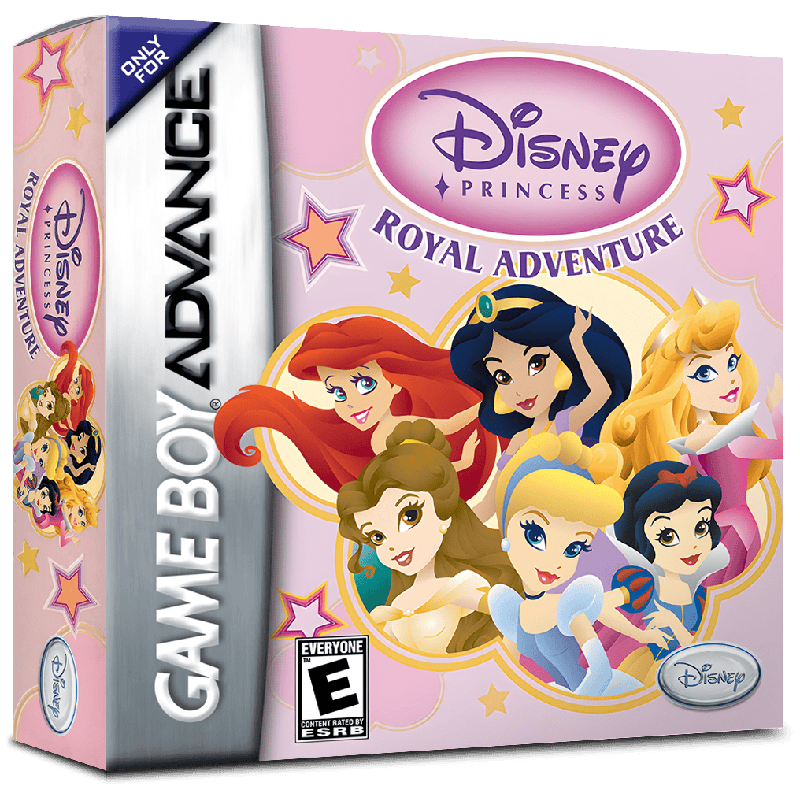 ONLY
FOR
GAME BOY ADVANCE
DISNEY
PRINCESS
ROYAL ADVENTURE
DISNEY
PRINCESS
ROYAL ADVENTURE
EVERYONE
TM
E
CONTENT RATED BY
ESRB
®
Disney
Disney